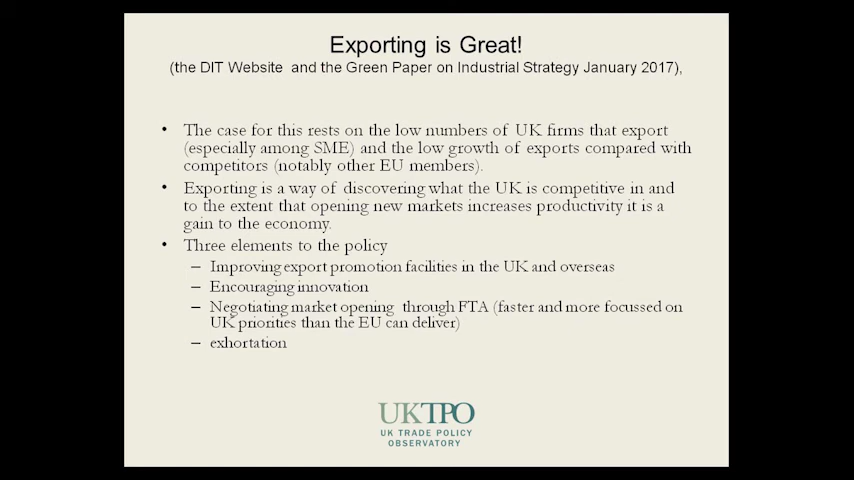 Exporting is Great!
(the DIT Website and the Green Paper on Industrial Strategy January 2017),
• The case for this rests on the low numbers of UK firms that export
(especially among SME) and the low growth of exports compared with
competitors (notably other EU members).
• Exporting is a way of discovering what the UK is competitive in and
to the extent that opening new markets increases productivity it is a
gain to the economy.
• Three elements to the policy
– Improving export promotion facilities in the UK and overseas
– Encouraging innovation
– Negotiating market opening through FTA (faster and more focussed on
UK priorities than the EU can deliver)
– exhortation
UKTPO
UK TRADE POLICY
OBSERVATORY